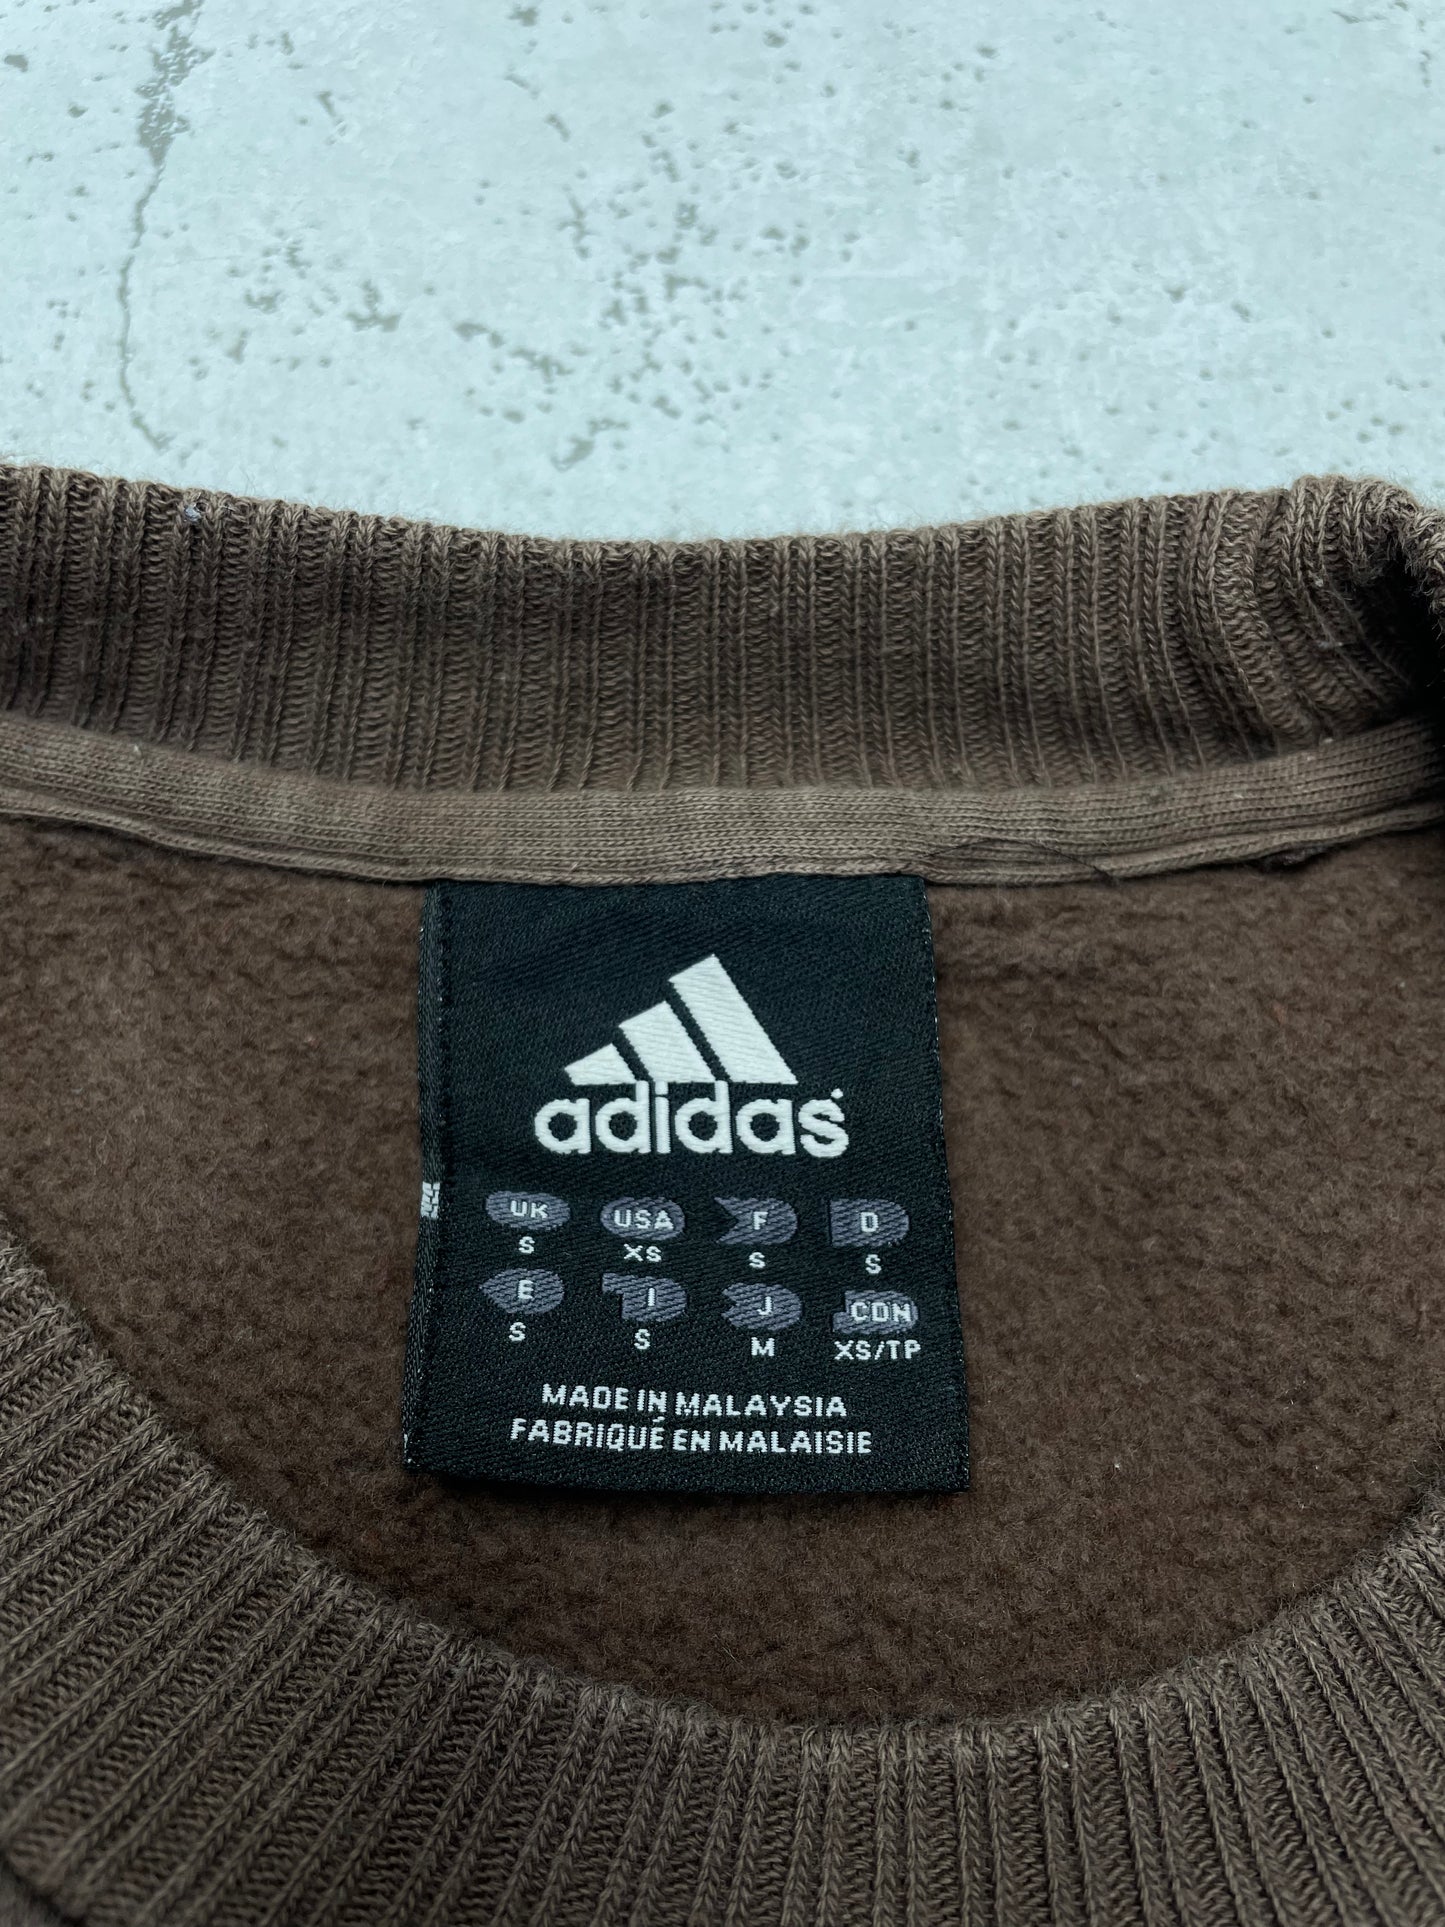 adidas
UK USA F D
S XS S S
E I J CDN
S S M XS/TP
MADE IN MALAYSIA
FABRIQUÉ EN MALAISIE